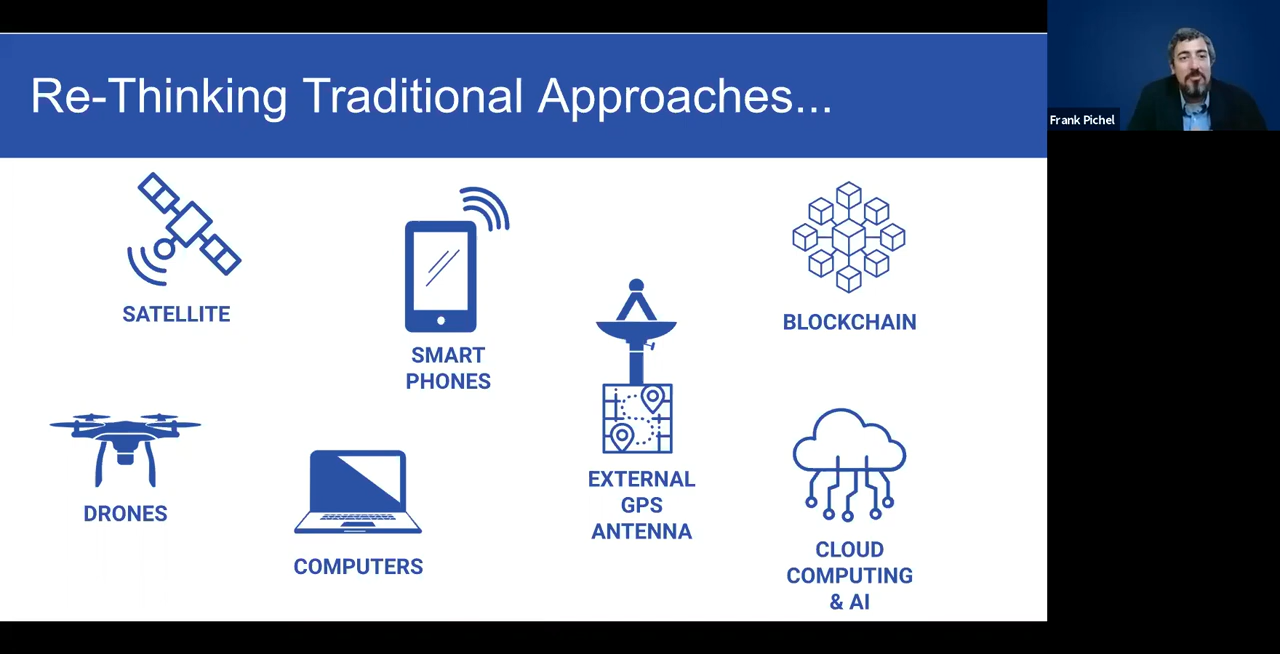 Re-Thinking Traditional Approaches...
Frank Pichel
SATELLITE
SMART
PHONES
BLOCKCHAIN
DRONES
COMPUTERS
EXTERNAL
GPS
ANTENNA
CLOUD
COMPUTING
& AI